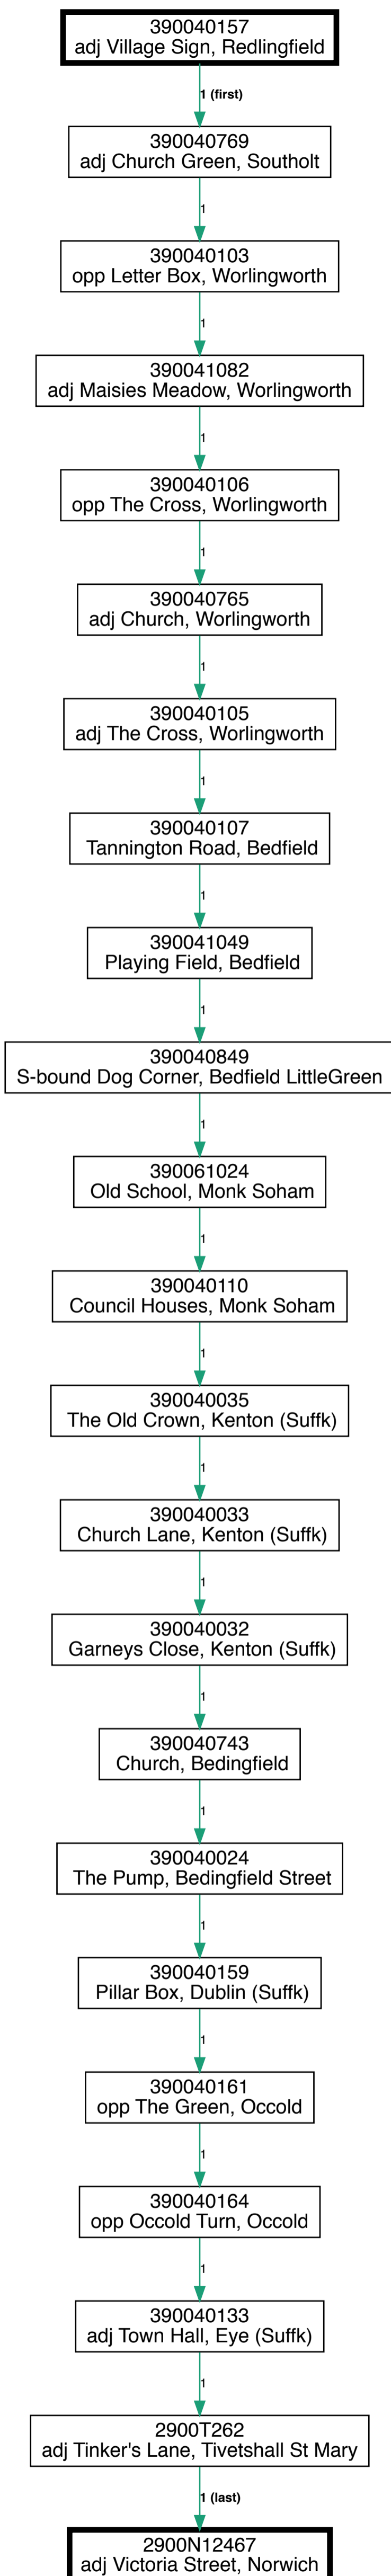 390040157
adj Village Sign, Redlingfield
1 (first)
390040769
adj Church Green, Southolt
1
390040103
opp Letter Box, Worlingworth
1
390041082
adj Maisies Meadow, Worlingworth
1
390040106
opp The Cross, Worlingworth
1
390040765
adj Church, Worlingworth
1
390040105
adj The Cross, Worlingworth
1
390040107
Tannington Road, Bedfield
1
390041049
Playing Field, Bedfield
1
390040849
S-bound Dog Corner, Bedfield LittleGreen
1
390061024
Old School, Monk Soham
1
390040110
Council Houses, Monk Soham
1
390040035
The Old Crown, Kenton (Suffk)
1
390040033
Church Lane, Kenton (Suffk)
1
390040032
Garneys Close, Kenton (Suffk)
1
390040743
Church, Bedingfield
1
390040024
The Pump, Bedingfield Street
1
390040159
Pillar Box, Dublin (Suffk)
1
390040161
opp The Green, Occold
1
390040164
opp Occold Turn, Occold
1
390040133
adj Town Hall, Eye (Suffk)
1
2900T262
adj Tinker's Lane, Tivetshall St Mary
1 (last)
2900N12467
adj Victoria Street, Norwich